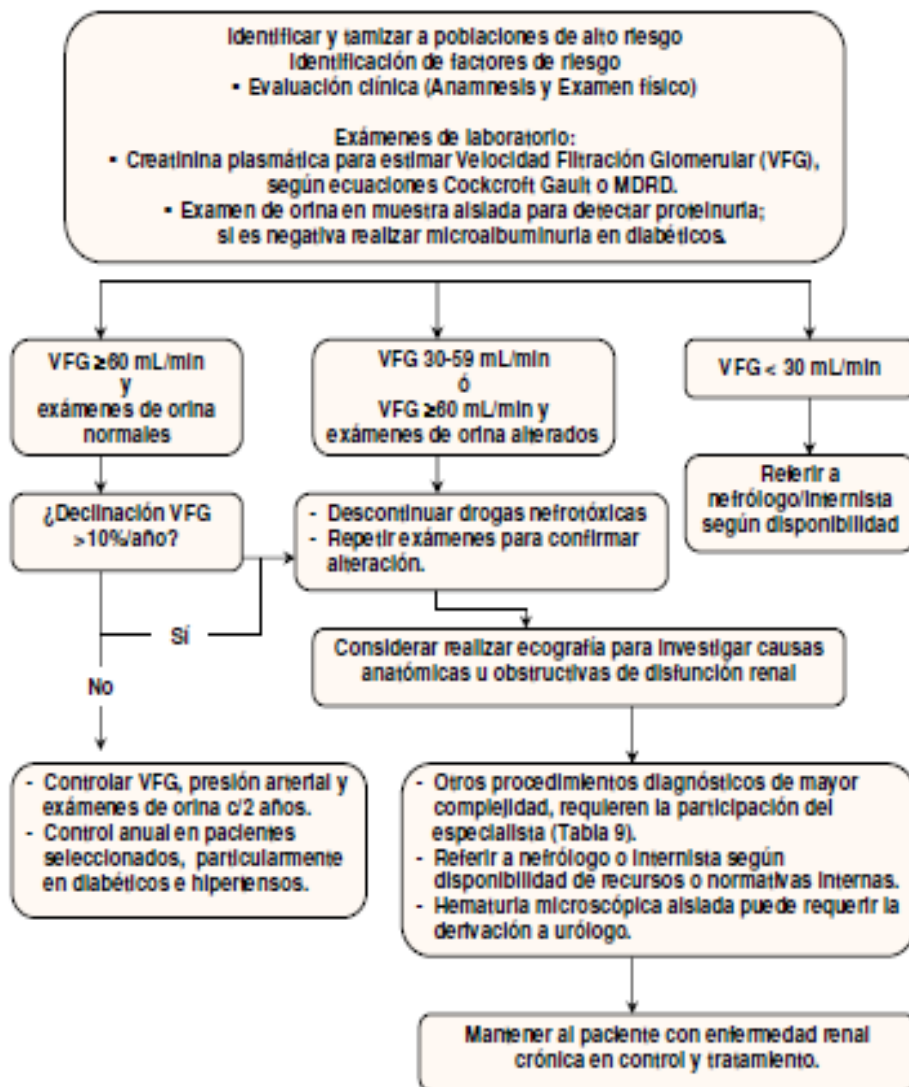 Identificar y tamizar a poblaciones de alto riesgo
Identificación de factores de riesgo
▪ Evaluación clínica (Anamnesis y Examen físico)
Exámenes de laboratorio:
▪ Creatinina plasmática para estimar Velocidad Filtración Glomerular (VFG),
según ecuaciones Cockcroft Gault o MDRD.
▪ Examen de orina en muestra aislada para detectar proteinuria;
si es negativa realizar microalbuminuria en diabéticos.
VFG ≥60 mL/min
y
exámenes de orina
normales
VFG 30-59 mL/min
ó
VFG ≥60 mL/min y
exámenes de orina alterados
VFG < 30 mL/min
¿Declinación VFG
>10%/año?
- Descontinuar drogas nefrotóxicas
- Repetir exámenes para confirmar
alteración.
Referir a
nefrólogo/internista
según disponibilidad
Sí
No
Considerar realizar ecografía para investigar causas
anatómicas u obstructivas de disfunción renal
- Controlar VFG, presión arterial y
exámenes de orina c/2 años.
- Control anual en pacientes
seleccionados, particularmente
en diabéticos e hipertensos.
- Otros procedimientos diagnósticos de mayor
complejidad, requieren la participación del
especialista (Tabla 9).
- Referir a nefrólogo o internista según
disponibilidad de recursos o normativas internas.
- Hematuria microscópica aislada puede requerir la
derivación a urólogo.
Mantener al paciente con enfermedad renal
crónica en control y tratamiento.